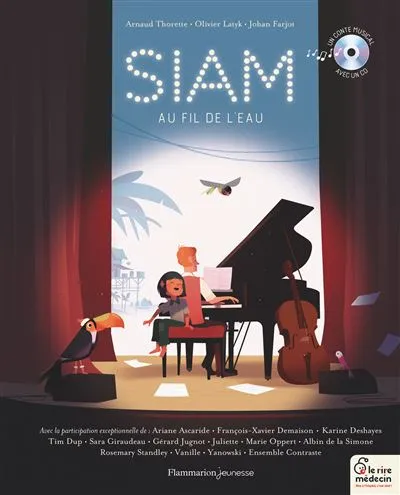 Arnaud Thorette • Olivier Latyk • Johan Farjot
SIAM
AU FIL DE L'EAU
UN CONTE MUSICAL
AVEC UN CD
Avec la participation exceptionnelle de : Ariane Ascaride • François-Xavier Demaison • Karine Deshayes
Tim Dup • Sara Giraudeau • Gérard Jugnot • Juliette • Marie Oppert • Albin de la Simone
Rosemary Standley • Vanille • Yanowski • Ensemble Contraste
Flammarion jeunesse
le rire
médecin